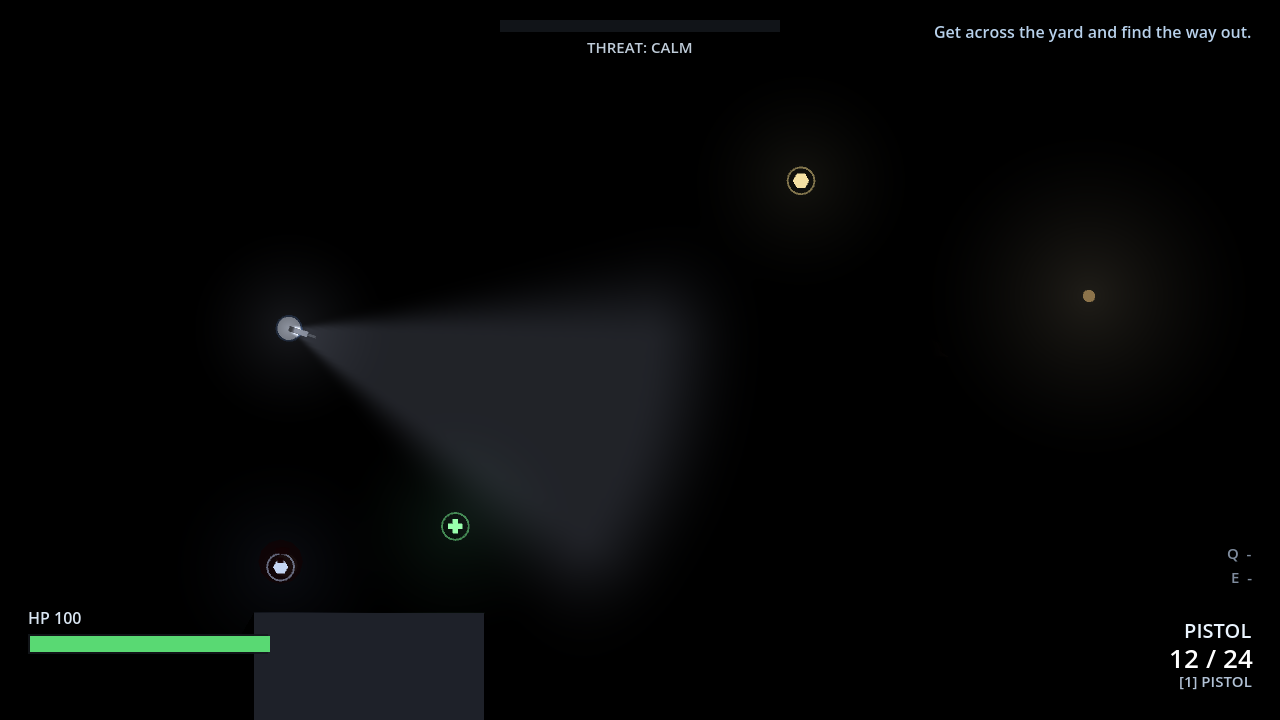 THREAT: CALM
Get across the yard and find the way out.
HP 100
Q -
E -
PISTOL
12 / 24
[1] PISTOL